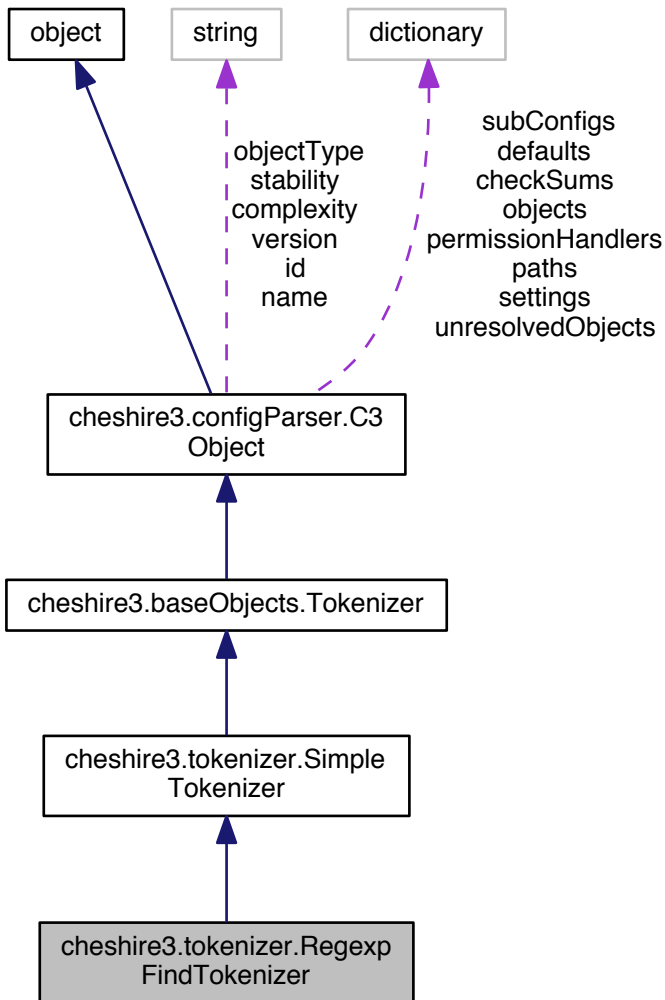 object
string
dictionary
objectType
stability
complexity
version
id
name
subConfigs
defaults
checkSums
objects
permissionHandlers
paths
settings
unresolvedObjects
cheshire3.configParser.C3
Object
cheshire3.baseObjects.Tokenizer
cheshire3.tokenizer.Simple
Tokenizer
cheshire3.tokenizer.Regexp
FindTokenizer